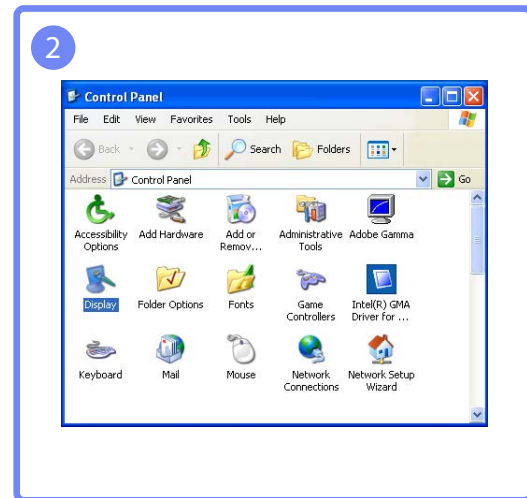 2
Control Panel
File Edit View Favorites Tools Help
Back Search Folders
Address Control Panel Go
Accessibility Options Add Hardware Add or Remov... Administrative Tools Adobe Gamma
Display Folder Options Fonts Game Controllers Intel(R) GMA Driver for ...
Keyboard Mail Mouse Network Connections Network Setup Wizard